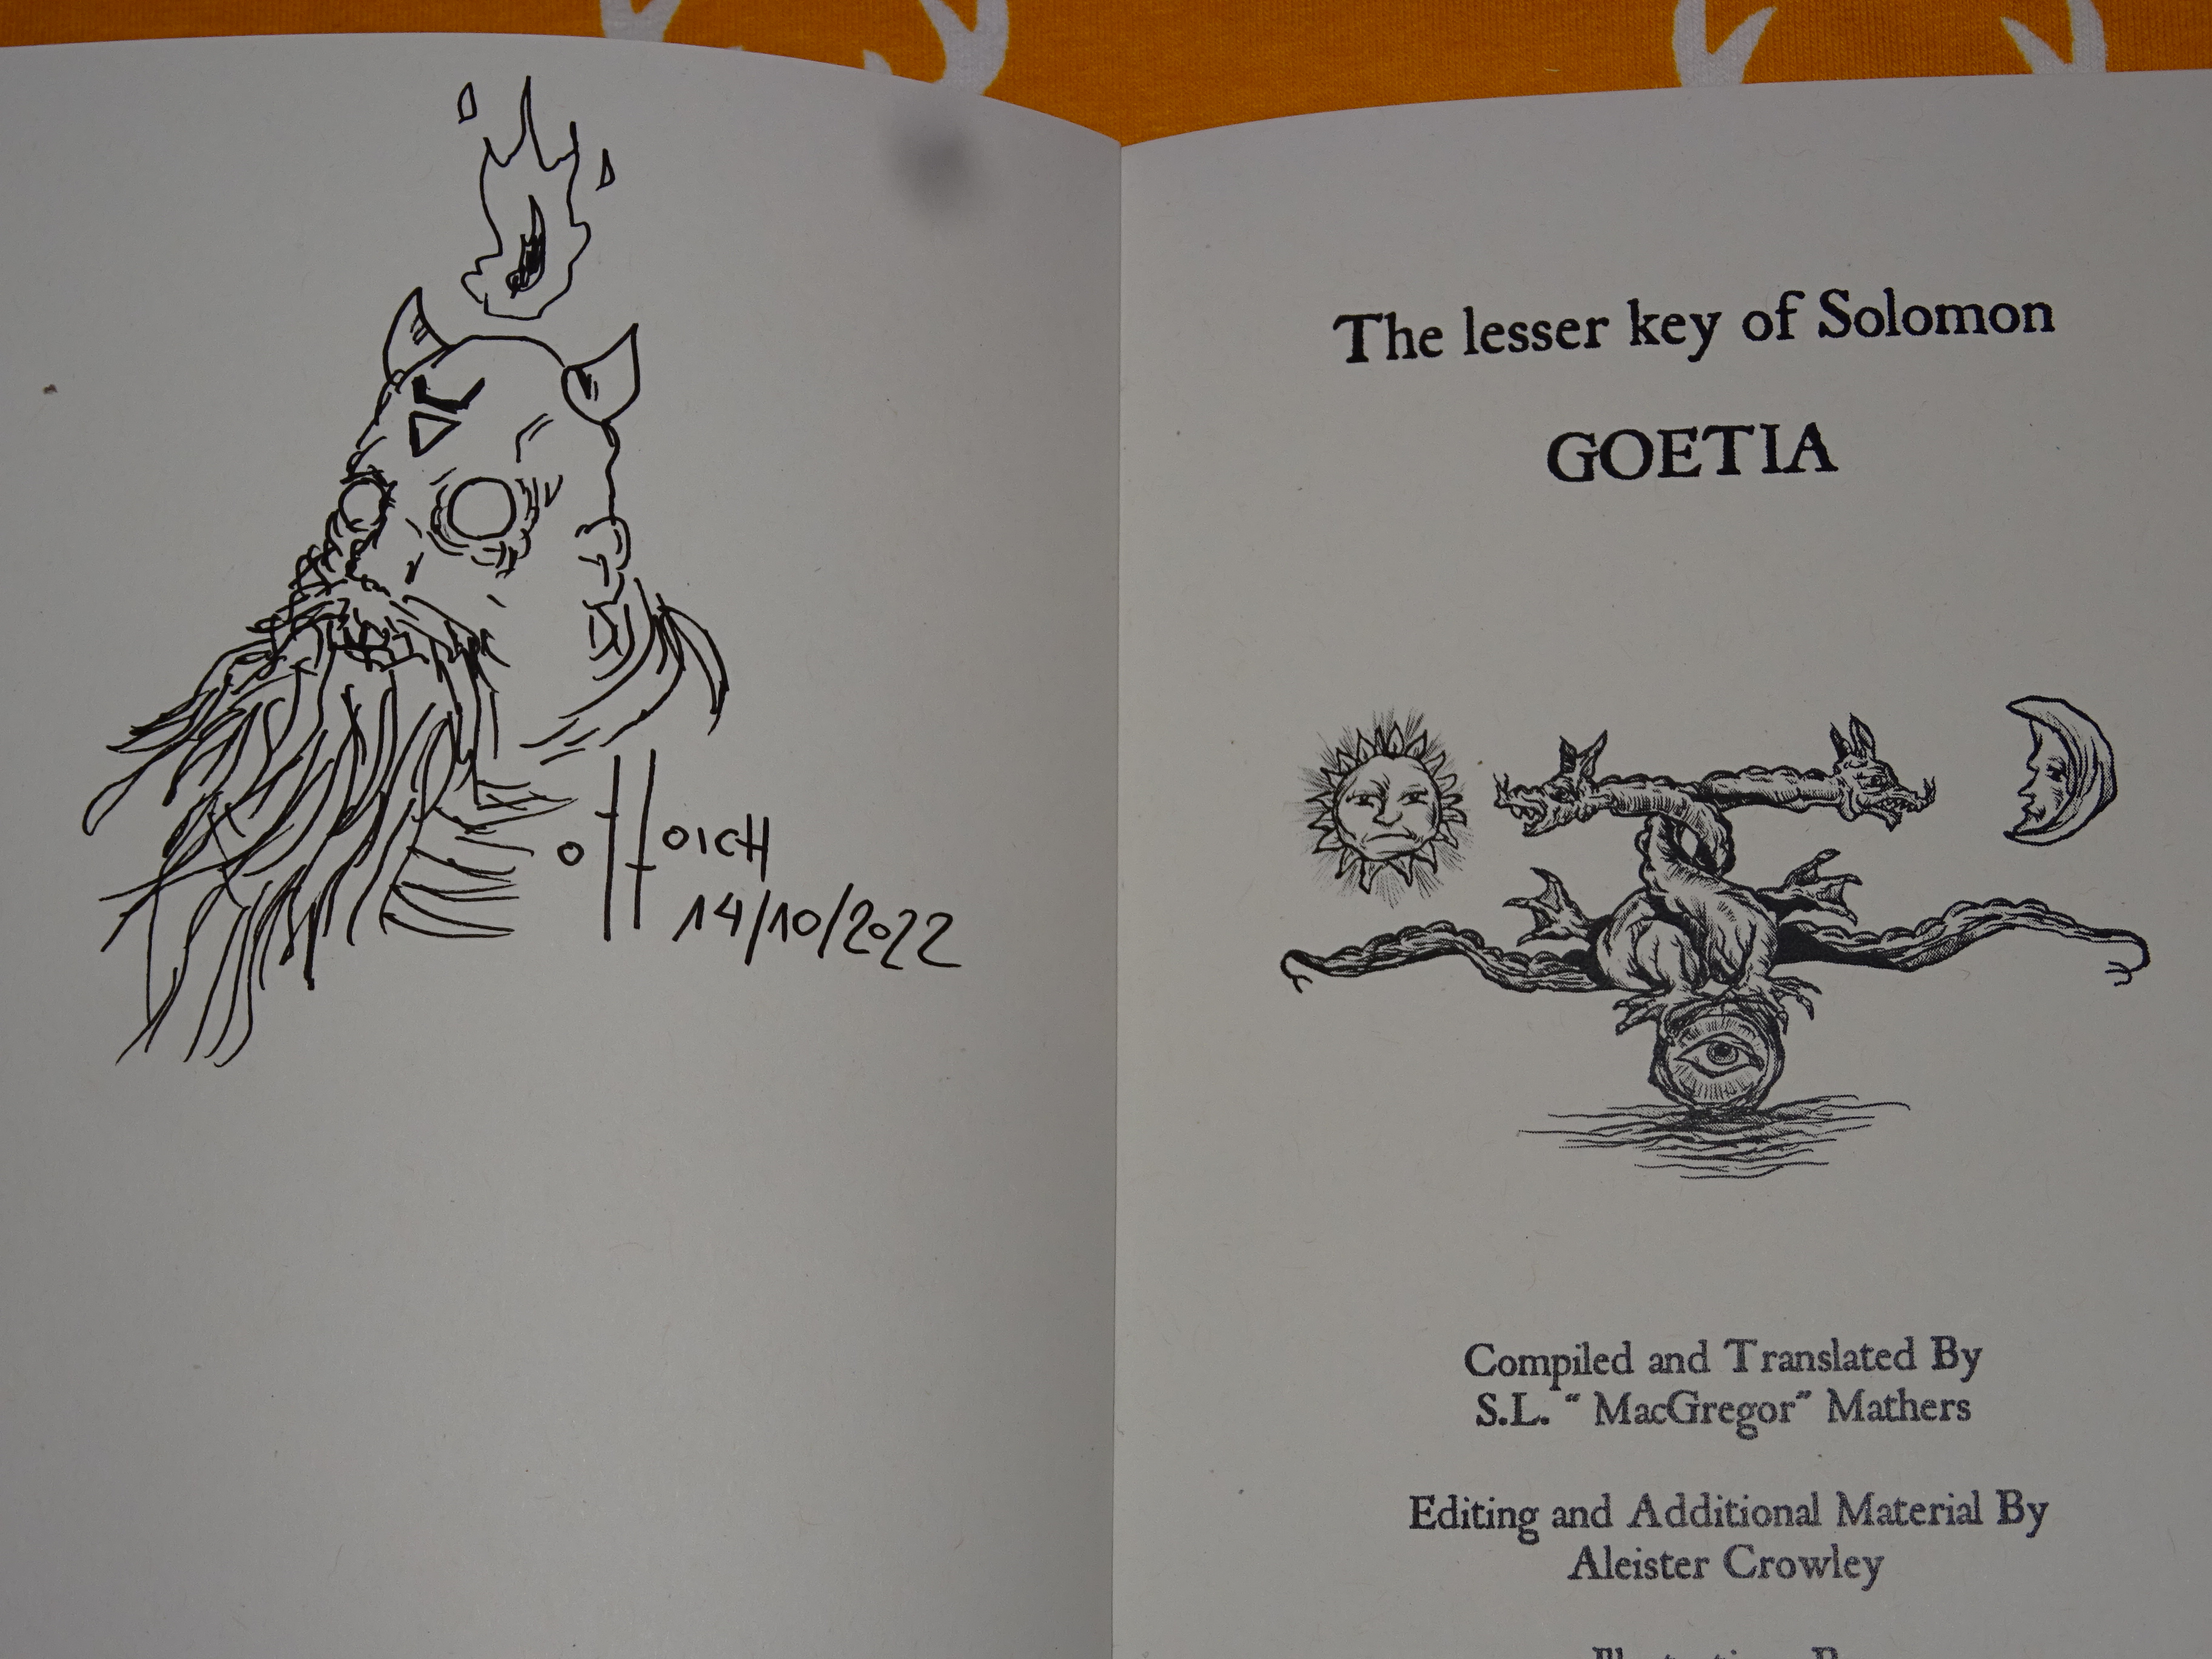 14/10/2022
The lesser key of Solomon
GOETIA
Compiled and Translated By
S.L. “ MacGregor” Mathers
Editing and Additional Material By
Aleister Crowley